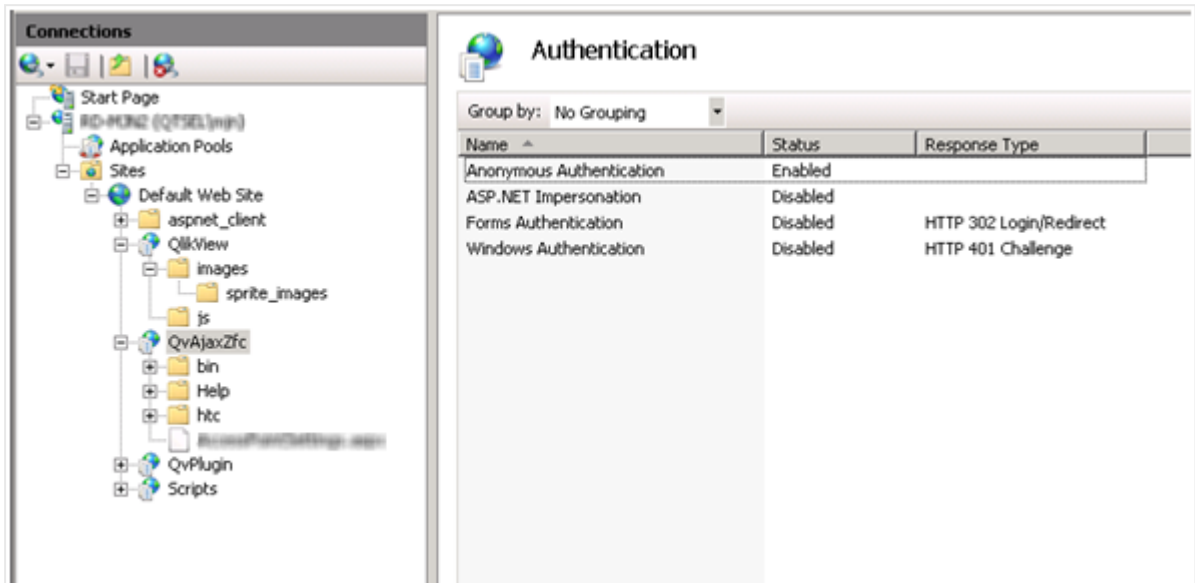 Connections
Start Page
Application Pools
Sites
Default Web Site
aspnet_client
QlikView
images
sprite_images
js
QvAjaxZfc
bin
Help
htc
QvPlugin
Scripts
Authentication
Group by: No Grouping
Name Status Response Type
Anonymous Authentication Enabled
ASP.NET Impersonation Disabled
Forms Authentication Disabled HTTP 302 Login/Redirect
Windows Authentication Disabled HTTP 401 Challenge